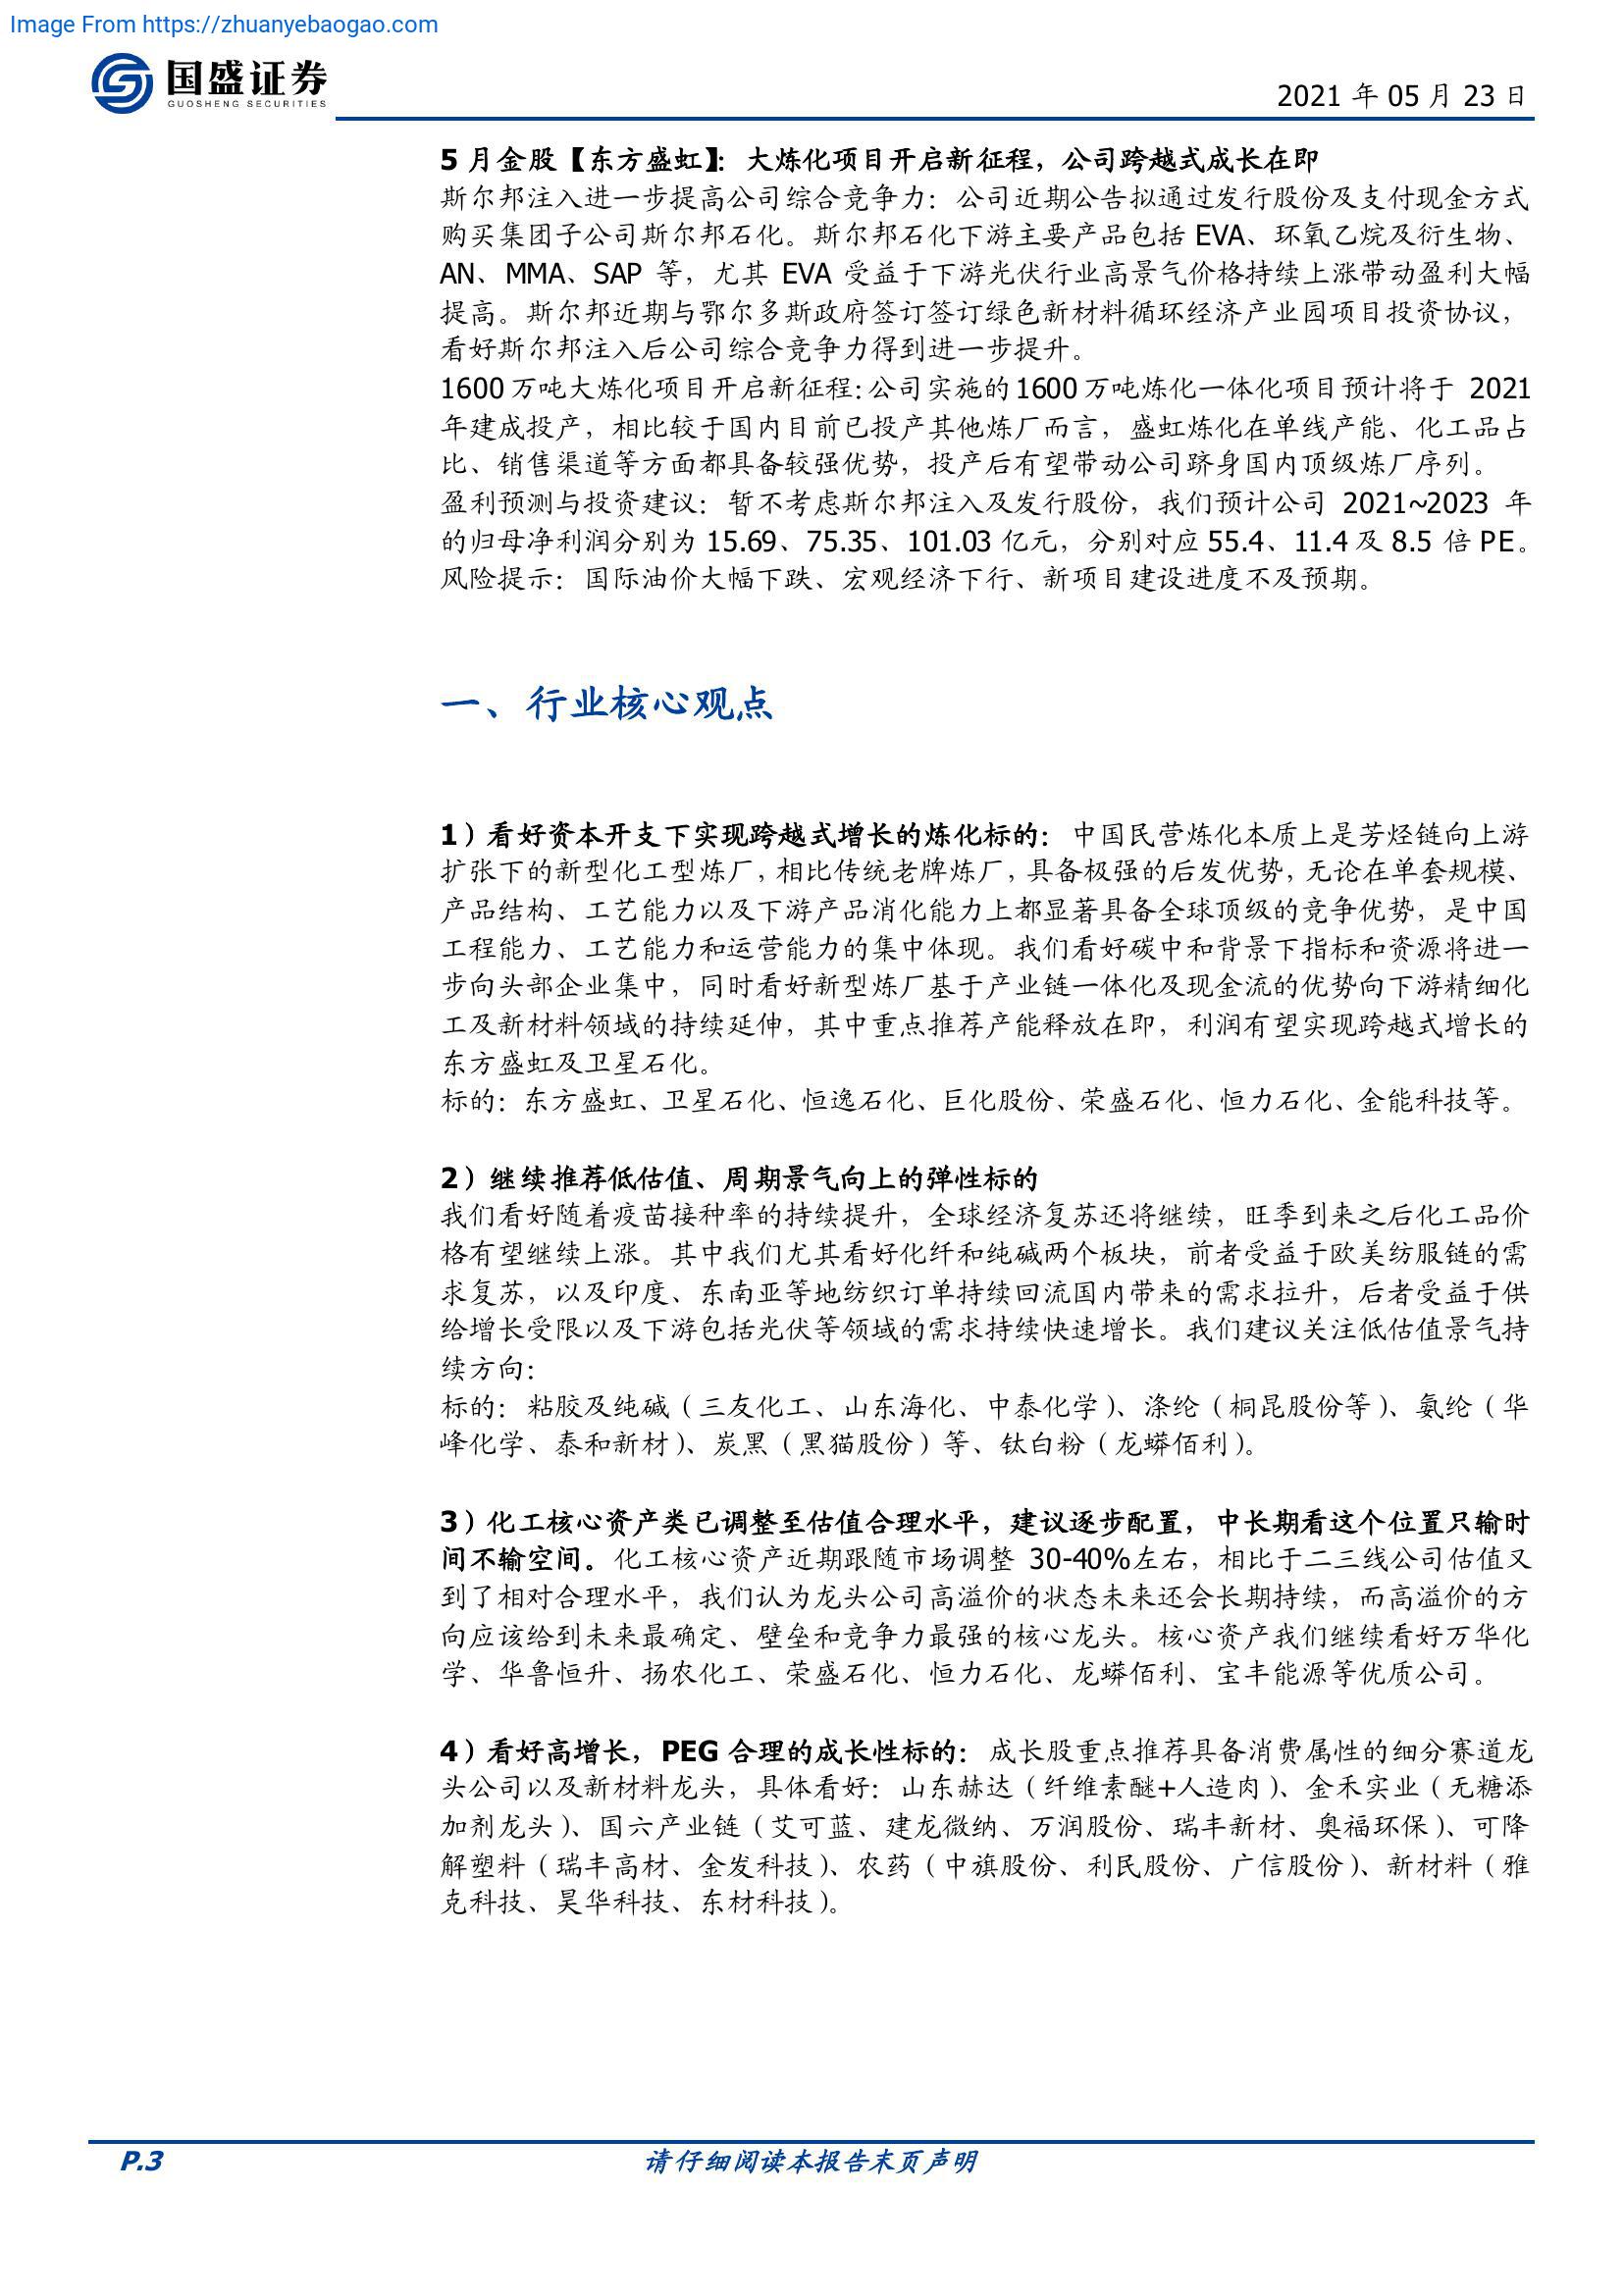 Image From https://zhuanyebaogao.com
国盛证券
GUOSHENG SECURITIES
2021 年 05 月 23 日
5 月金股【东方盛虹】：大炼化项目开启新征程，公司跨越式成长在即
斯尔邦注入进一步提高公司综合竞争力：公司近期公告拟通过发行股份及支付现金方式
购买集团子公司斯尔邦石化。斯尔邦石化下游主要产品包括 EVA、环氧乙烷及衍生物、
AN、MMA、SAP 等，尤其 EVA 受益于下游光伏行业高景气价格持续上涨带动盈利大幅
提高。斯尔邦近期与鄂尔多斯政府签订签订绿色新材料循环经济产业园项目投资协议，
看好斯尔邦注入后公司综合竞争力得到进一步提升。
1600 万吨大炼化项目开启新征程：公司实施的 1600 万吨炼化一体化项目预计将于 2021
年建成投产，相比较于国内目前已投产其他炼厂而言，盛虹炼化在单线产能、化工品占
比、销售渠道等方面都具备较强优势，投产后有望带动公司跻身国内顶级炼厂序列。
盈利预测与投资建议：暂不考虑斯尔邦注入及发行股份，我们预计公司 2021~2023 年
的归母净利润分别为 15.69、75.35、101.03 亿元，分别对应 55.4、11.4 及 8.5 倍 PE。
风险提示：国际油价大幅下跌、宏观经济下行、新项目建设进度不及预期。
一、行业核心观点
1）看好资本开支下实现跨越式增长的炼化标的：中国民营炼化本质上是芳烃链向上游
扩张下的新型化工型炼厂，相比传统老牌炼厂，具备极强的后发优势，无论在单套规模、
产品结构、工艺能力以及下游产品消化能力上都显著具备全球顶级的竞争优势，是中国
工程能力、工艺能力和运营能力的集中体现。我们看好碳中和背景下指标和资源将进一
步向头部企业集中，同时看好新型炼厂基于产业链一体化及现金流的优势向下游精细化
工及新材料领域的持续延伸，其中重点推荐产能释放在即，利润有望实现跨越式增长的
东方盛虹及卫星石化。
标的：东方盛虹、卫星石化、恒逸石化、巨化股份、荣盛石化、恒力石化、金能科技等。
2）继续推荐低估值、周期景气向上的弹性标的
我们看好随着疫苗接种率的持续提升，全球经济复苏还将继续，旺季到来之后化工品价
格有望继续上涨。其中我们尤其看好化纤和纯碱两个板块，前者受益于欧美纺服链的需
求复苏，以及印度、东南亚等地纺织订单持续回流国内带来的需求拉升，后者受益于供
给增长受限以及下游包括光伏等领域的需求持续快速增长。我们建议关注低估值景气持
续方向：
标的：粘胶及纯碱（三友化工、山东海化、中泰化学）、涤纶（桐昆股份等）、氨纶（华
峰化学、泰和新材）、炭黑（黑猫股份）等、钛白粉（龙蟒佰利）。
3）化工核心资产类已调整至估值合理水平，建议逐步配置，中长期看这个位置只输时
间不输空间。化工核心资产近期跟随市场调整 30-40%左右，相比于二三线公司估值又
到了相对合理水平，我们认为龙头公司高溢价的状态未来还会长期持续，而高溢价的方
向应该给到未来最确定、壁垒和竞争力最强的核心龙头。核心资产我们继续看好万华化
学、华鲁恒升、扬农化工、荣盛石化、恒力石化、龙蟒佰利、宝丰能源等优质公司。
4）看好高增长，PEG 合理的成长性标的：成长股重点推荐具备消费属性的细分赛道龙
头公司以及新材料龙头，具体看好：山东赫达（纤维素醚+人造肉）、金禾实业（无糖添
加剂龙头）、国六产业链（艾可蓝、建龙微纳、万润股份、瑞丰新材、奥福环保）、可降
解塑料（瑞丰高材、金发科技）、农药（中旗股份、利民股份、广信股份）、新材料（雅
克科技、昊华科技、东材科技）。
P.3
请仔细阅读本报告末页声明